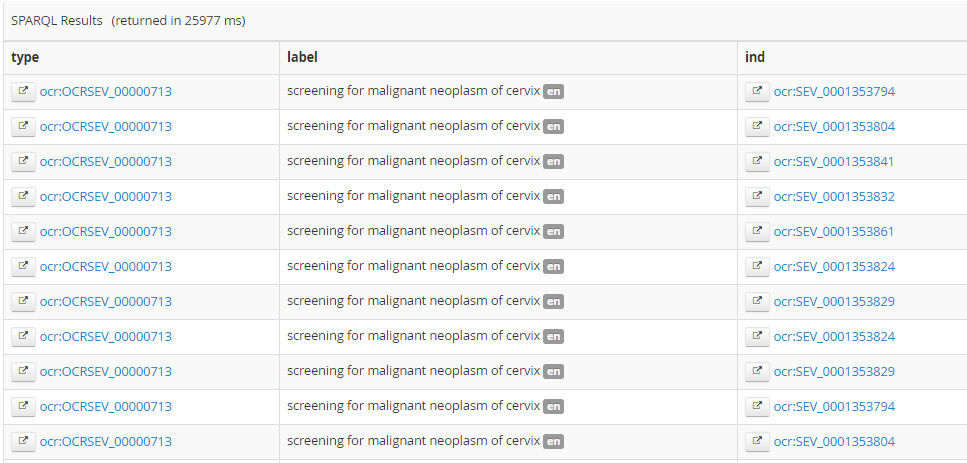 SPARQL Results (returned in 25977 ms)
type label ind
ocr:OCRSEV_00000713 screening for malignant neoplasm of cervix en ocr:SEV_0001353794
ocr:OCRSEV_00000713 screening for malignant neoplasm of cervix en ocr:SEV_0001353804
ocr:OCRSEV_00000713 screening for malignant neoplasm of cervix en ocr:SEV_0001353841
ocr:OCRSEV_00000713 screening for malignant neoplasm of cervix en ocr:SEV_0001353832
ocr:OCRSEV_00000713 screening for malignant neoplasm of cervix en ocr:SEV_0001353861
ocr:OCRSEV_00000713 screening for malignant neoplasm of cervix en ocr:SEV_0001353824
ocr:OCRSEV_00000713 screening for malignant neoplasm of cervix en ocr:SEV_0001353829
ocr:OCRSEV_00000713 screening for malignant neoplasm of cervix en ocr:SEV_0001353824
ocr:OCRSEV_00000713 screening for malignant neoplasm of cervix en ocr:SEV_0001353829
ocr:OCRSEV_00000713 screening for malignant neoplasm of cervix en ocr:SEV_0001353794
ocr:OCRSEV_00000713 screening for malignant neoplasm of cervix en ocr:SEV_0001353804